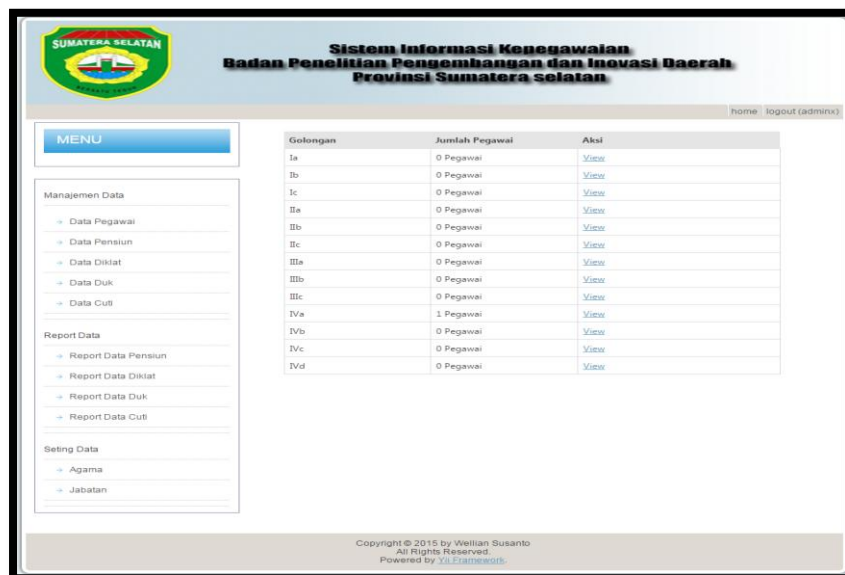 SUMATERA SELATAN
Sistem Informasi Kepegawaian
Badan Penelitian Pengembangan dan Inovasi Daerah
Provinsi Sumatera selatan
home logout (adminx)
MENU
Manajemen Data
Data Pegawai
Data Pensiun
Data Diklat
Data Duk
Data Cuti
Report Data
Report Data Pensiun
Report Data Diklat
Report Data Duk
Report Data Cuti
Seting Data
Agama
Jabatan
Golongan Jumlah Pegawai Aksi
Ia 0 Pegawai View
Ib 0 Pegawai View
Ic 0 Pegawai View
IIa 0 Pegawai View
IIb 0 Pegawai View
IIc 0 Pegawai View
IIIa 0 Pegawai View
IIIb 0 Pegawai View
IIIc 0 Pegawai View
IVa 1 Pegawai View
IVb 0 Pegawai View
IVc 0 Pegawai View
IVd 0 Pegawai View
Copyright © 2015 by Wellian Susanto
All Rights Reserved.
Powered by Yii Framework.